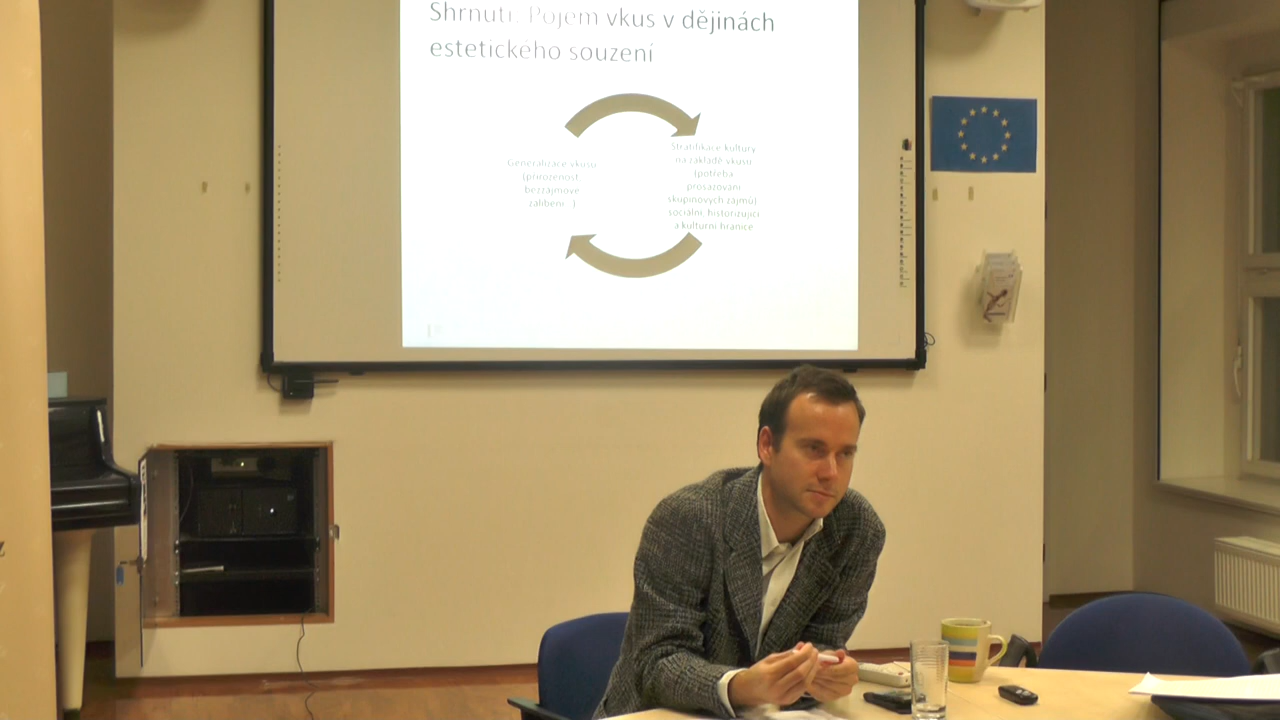 Shrnutí. Pojem vkus v dějinách
estetického souzení
Generalizace vkusu
(přirozenost,
bezzájmové
zalíbení...)
Stratifikace kultury
na základě vkusu
(potřeba
prosazování
skupinových zájmů)
sociální, historizující
a kulturní hranice